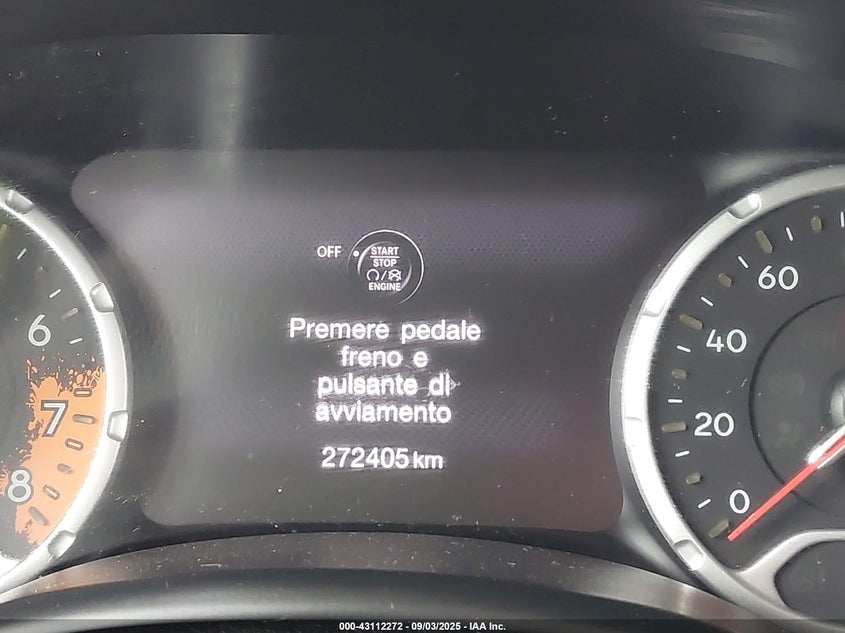 OFF
START
STOP
ENGINE
Premere pedale
freno e
pulsante di
avviamento
272405 km
6
7
8
60
40
20
0
000-43112272 - 09/03/2025 - IAA Inc.